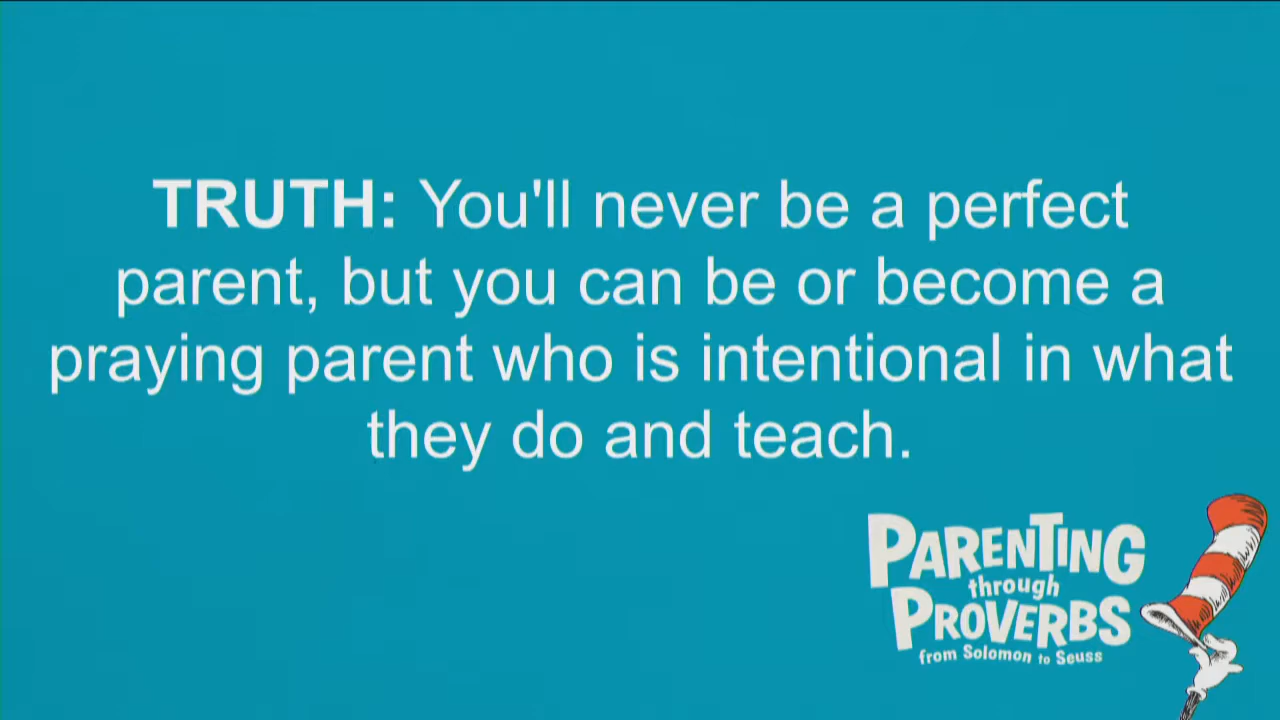 TRUTH: You'll never be a perfect
parent, but you can be or become a
praying parent who is intentional in what
they do and teach.
PARENTING
through
PROVERBS
from Solomon to Seuss